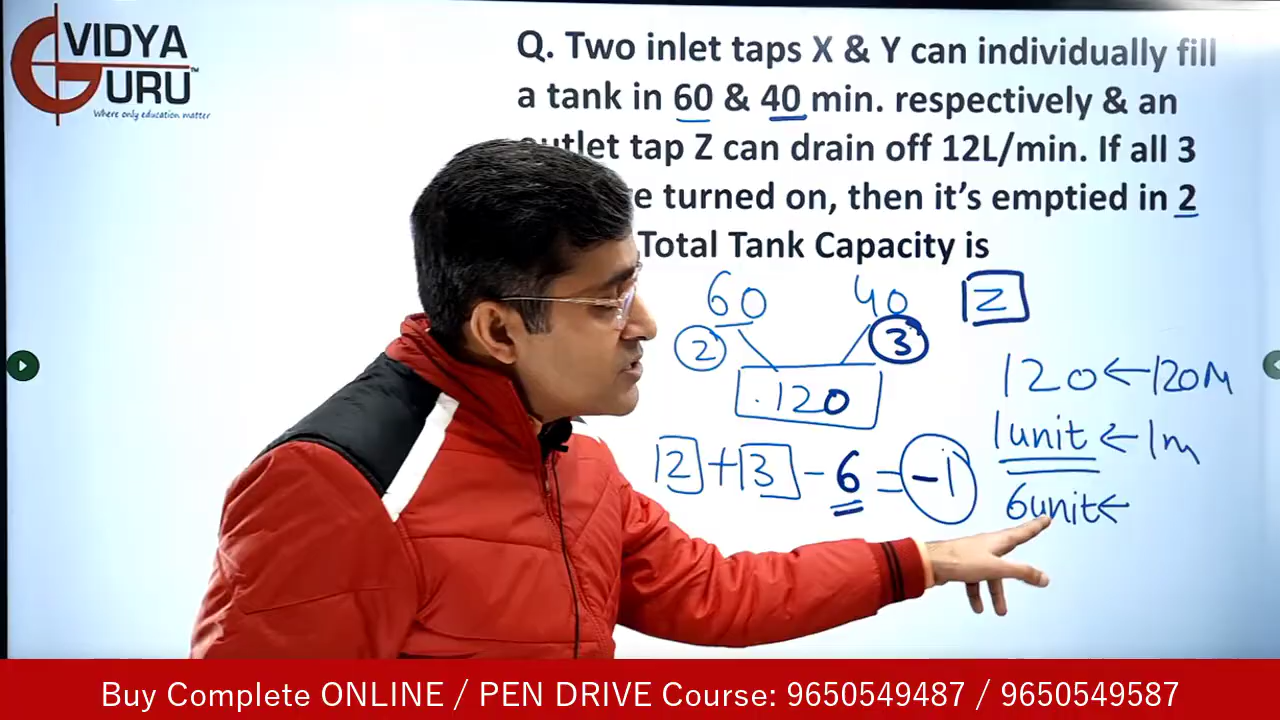 VIDYA
GURU™
Where only education matter
Q. Two inlet taps X & Y can individually fill
a tank in 60 & 40 min. respectively & an
outlet tap Z can drain off 12L/min. If all 3
e turned on, then it's emptied in 2
Total Tank Capacity is
60 40 Z
2 3
120
120 ← 120M
1unit ← 1m
2 + 3 - 6 = -1
6unit ←
Buy Complete ONLINE / PEN DRIVE Course: 9650549487 / 9650549587